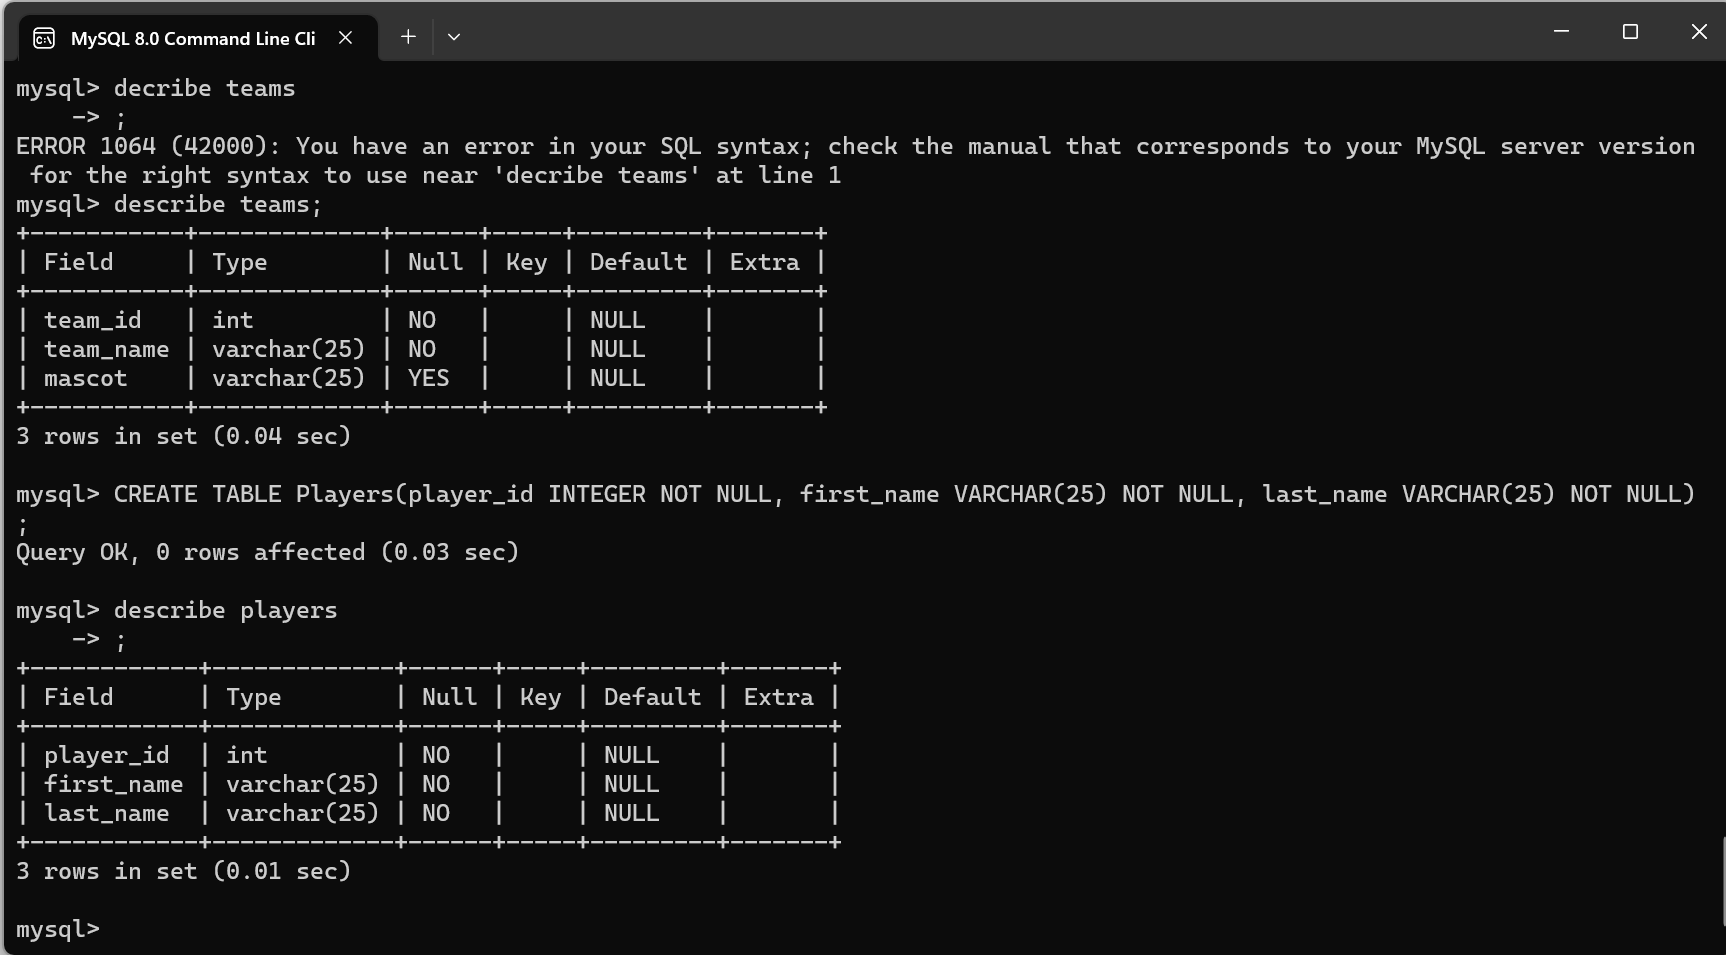 MySQL 8.0 Command Line Cli
mysql> decribe teams
    -> ;
ERROR 1064 (42000): You have an error in your SQL syntax; check the manual that corresponds to your MySQL server version
 for the right syntax to use near 'decribe teams' at line 1
mysql> describe teams;
+-----------+-------------+------+-----+---------+-------+
| Field     | Type        | Null | Key | Default | Extra |
+-----------+-------------+------+-----+---------+-------+
| team_id   | int         | NO   |     | NULL    |       |
| team_name | varchar(25) | NO   |     | NULL    |       |
| mascot    | varchar(25) | YES  |     | NULL    |       |
+-----------+-------------+------+-----+---------+-------+
3 rows in set (0.04 sec)

mysql> CREATE TABLE Players(player_id INTEGER NOT NULL, first_name VARCHAR(25) NOT NULL, last_name VARCHAR(25) NOT NULL)
;
Query OK, 0 rows affected (0.03 sec)

mysql> describe players
    -> ;
+------------+-------------+------+-----+---------+-------+
| Field      | Type        | Null | Key | Default | Extra |
+------------+-------------+------+-----+---------+-------+
| player_id  | int         | NO   |     | NULL    |       |
| first_name | varchar(25) | NO   |     | NULL    |       |
| last_name  | varchar(25) | NO   |     | NULL    |       |
+------------+-------------+------+-----+---------+-------+
3 rows in set (0.01 sec)

mysql>